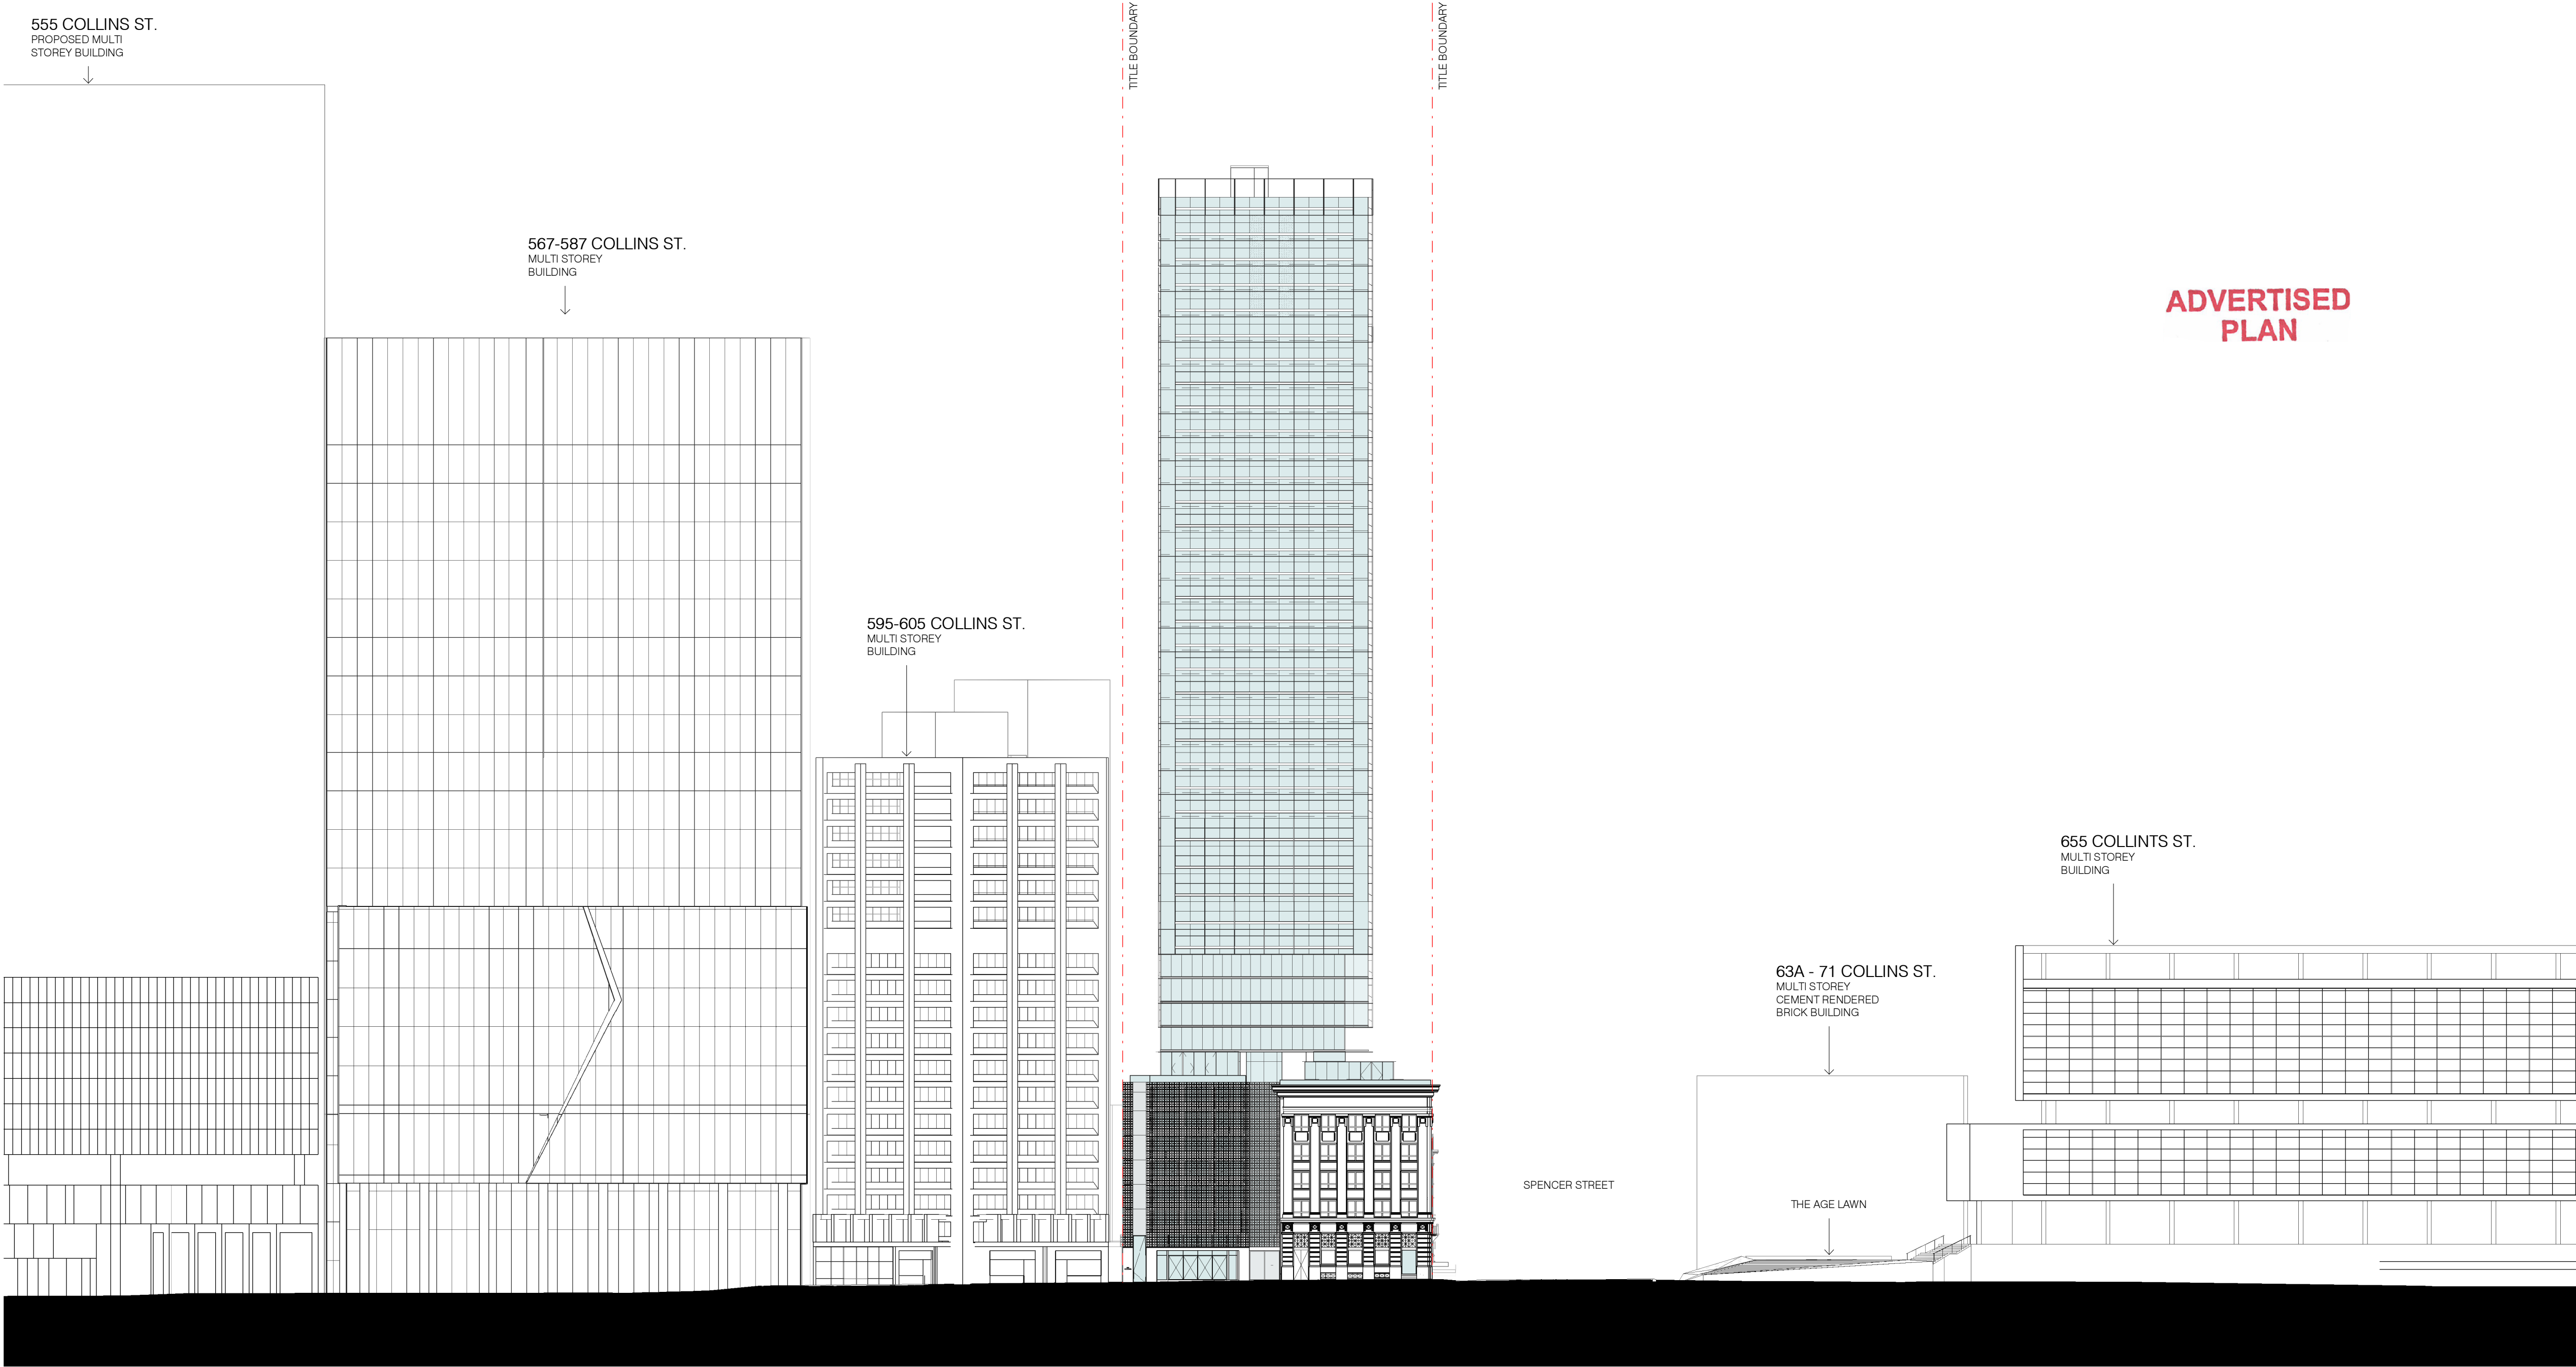 555 COLLINS ST.
PROPOSED MULTI
STOREY BUILDING
TITLE BOUNDARY
TITLE BOUNDARY
567-587 COLLINS ST.
MULTI STOREY
BUILDING
ADVERTISED
PLAN
595-605 COLLINS ST.
MULTI STOREY
BUILDING
655 COLLINTS ST.
MULTI STOREY
BUILDING
63A - 71 COLLINS ST.
MULTI STOREY
CEMENT RENDERED
BRICK BUILDING
SPENCER STREET
THE AGE LAWN